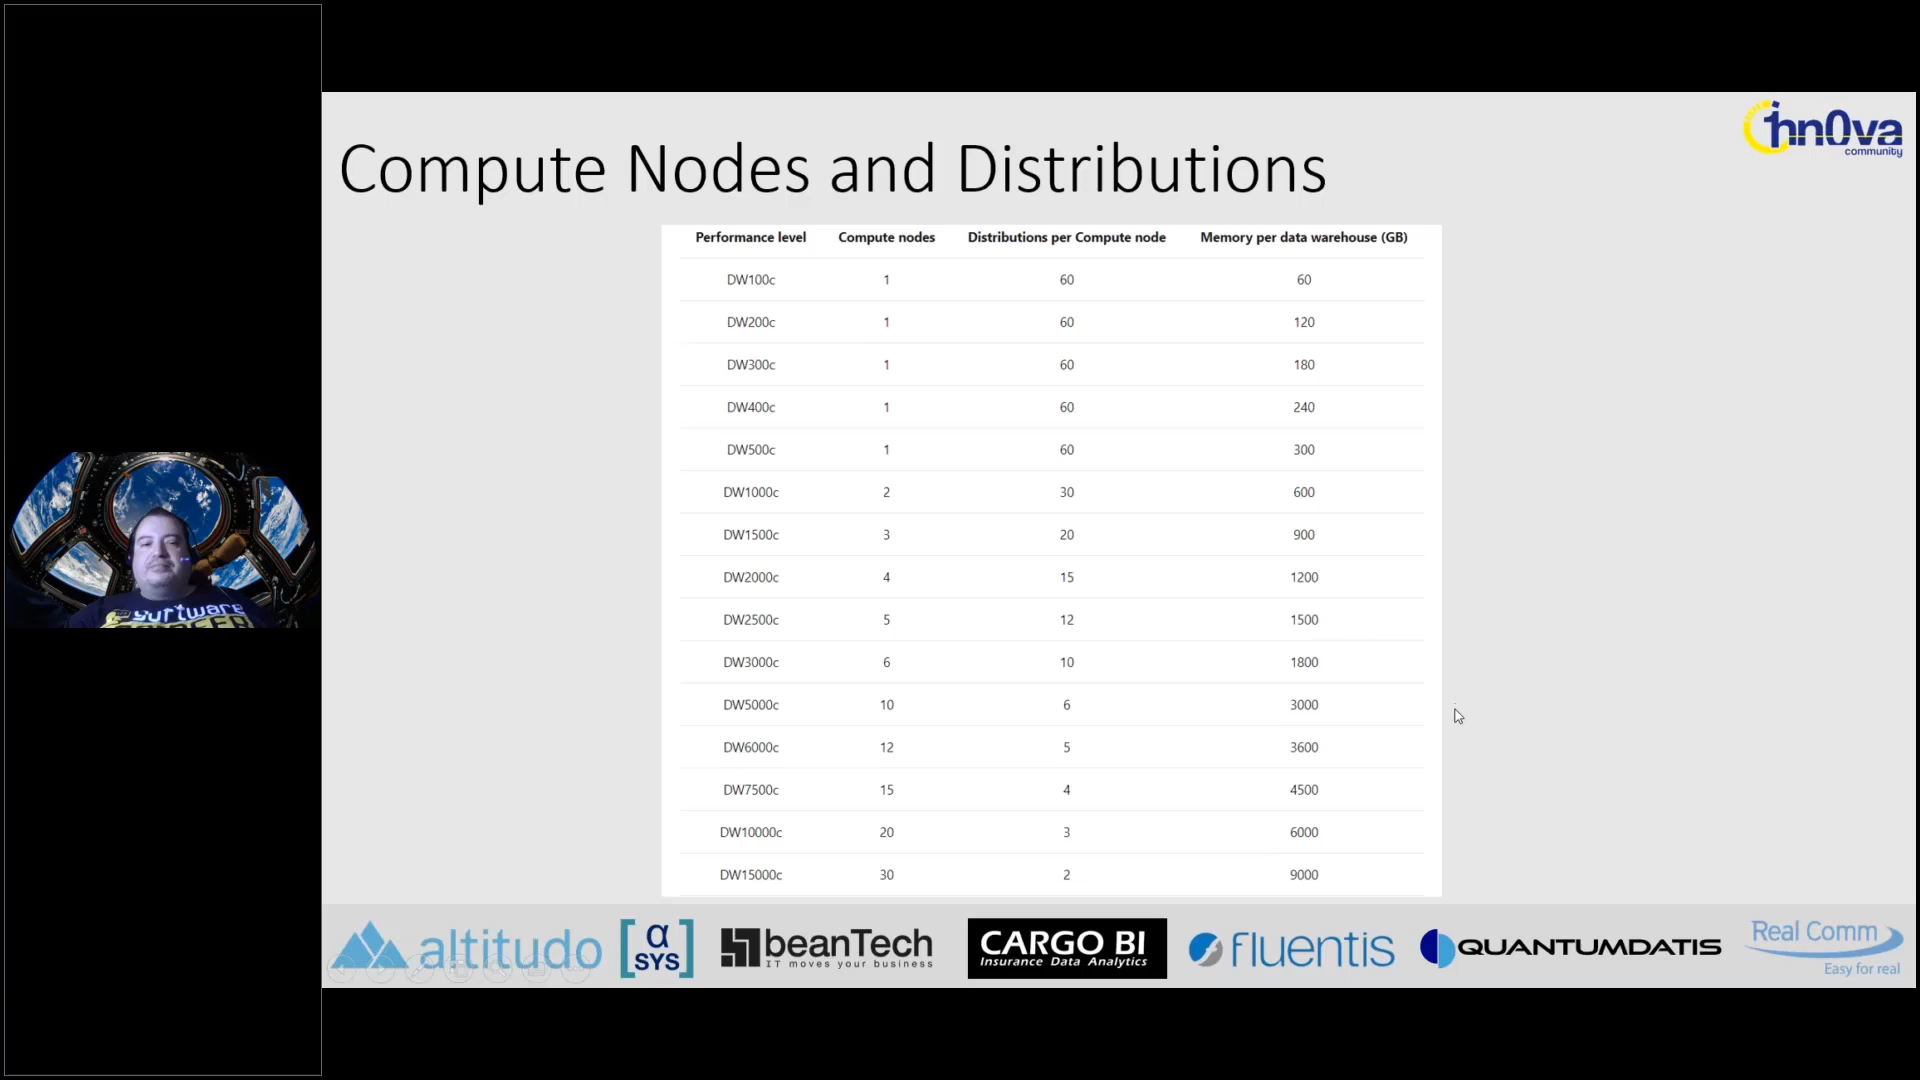 inn0va
community
Compute Nodes and Distributions
Performance level Compute nodes Distributions per Compute node Memory per data warehouse (GB)
DW100c 1 60 60
DW200c 1 60 120
DW300c 1 60 180
DW400c 1 60 240
DW500c 1 60 300
DW1000c 2 30 600
DW1500c 3 20 900
DW2000c 4 15 1200
DW2500c 5 12 1500
DW3000c 6 10 1800
DW5000c 10 6 3000
DW6000c 12 5 3600
DW7500c 15 4 4500
DW10000c 20 3 6000
DW15000c 30 2 9000
software
altitudo
α
SYS
beanTech
IT moves your business
CARGO BI
Insurance Data Analytics
fluentis
QUANTUMDATIS
Real Comm
Easy for real